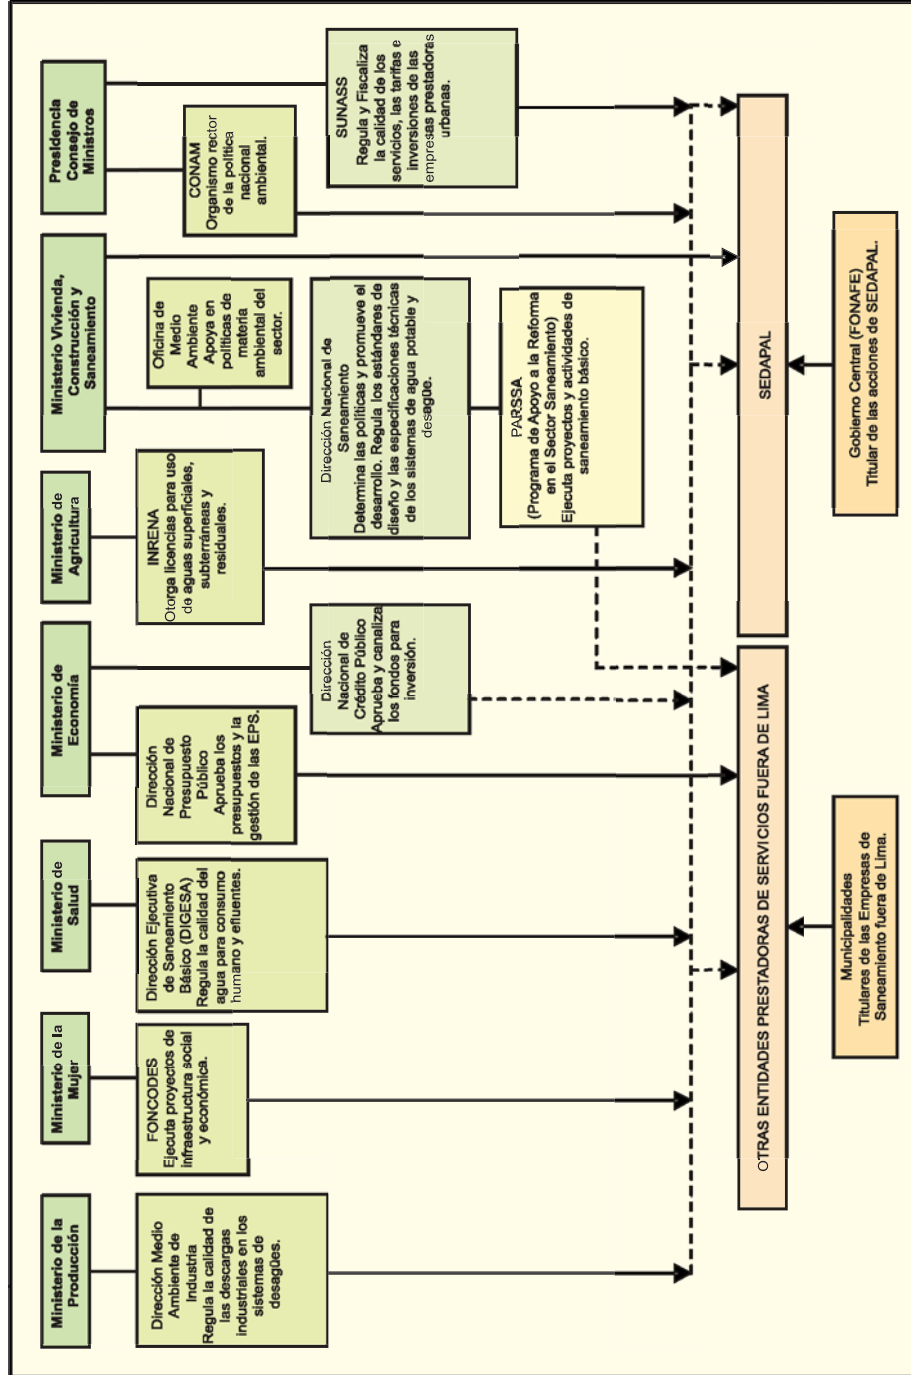 Ministerio de la
Producción
Ministerio de la
Mujer
Ministerio de
Salud
Ministerio de
Economía
Ministerio de
Agricultura
Ministerio Vivienda,
Construcción y
Saneamiento
Presidencia
Consejo de
Ministros
Dirección Medio
Ambiente de
Industria
Regula la calidad de
las descargas
industriales en los
sistemas de
desagües.
FONCODES
Ejecuta proyectos de
infraestructura social
y económica.
Dirección Ejecutiva
de Saneamiento
Básico (DIGESA)
Regula la calidad del
agua para consumo
humano y efluentes.
Dirección
Nacional de
Presupuesto
Público
Aprueba los
presupuestos y la
gestión de las EPS.
Dirección
Nacional de
Crédito Público
Aprueba y canaliza
los fondos para
inversión.
INRENA
Otorga licencias para uso
de aguas superficiales,
subterráneas y
residuales.
Oficina de
Medio
Ambiente
Apoya en
políticas de
materia
ambiental del
sector.
Dirección Nacional de
Saneamiento
Determina las políticas y promueve el
desarrollo. Regula los estándares de
diseño y las especificaciones técnicas
de los sistemas de agua potable y
desagüe.
PARSSA
(Programa de Apoyo a la Reforma
en el Sector Saneamiento)
Ejecuta proyectos y actividades de
saneamiento básico.
CONAM
Organismo rector
de la política
nacional
ambiental.
SUNASS
Regula y Fiscaliza
la calidad de los
servicios, las tarifas e
inversiones de las
empresas prestadoras
urbanas.
OTRAS ENTIDADES PRESTADORAS DE SERVICIOS FUERA DE LIMA
SEDAPAL
Municipalidades
Titulares de las Empresas de
Saneamiento fuera de Lima.
Gobierno Central (FONAFE)
Titular de las acciones de SEDAPAL.